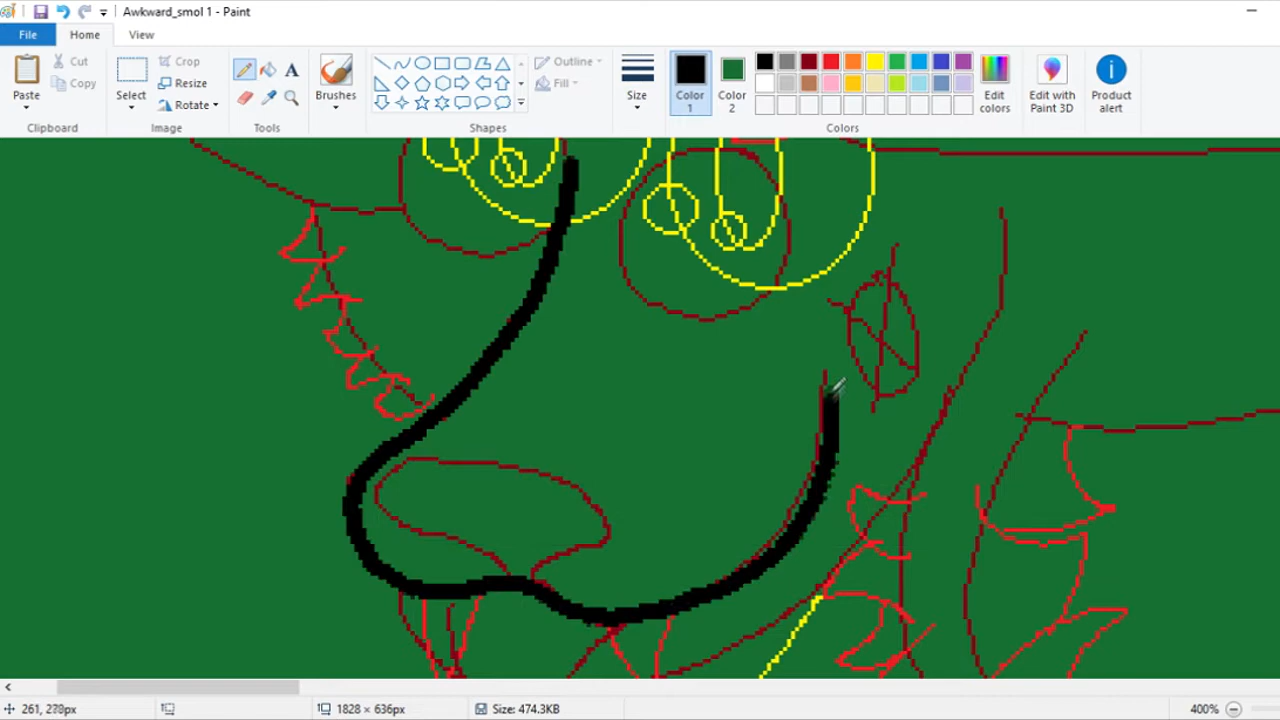 Awkward_smol 1 - Paint
File
Home
View
Paste
Cut
Copy
Clipboard
Select
Crop
Resize
Rotate
Image
A
Tools
Brushes
Outline
Fill
Shapes
Size
Color 1
Color 2
Edit colors
Colors
Edit with Paint 3D
Product alert
261, 278px
1828 × 636px
Size: 474.3KB
400%